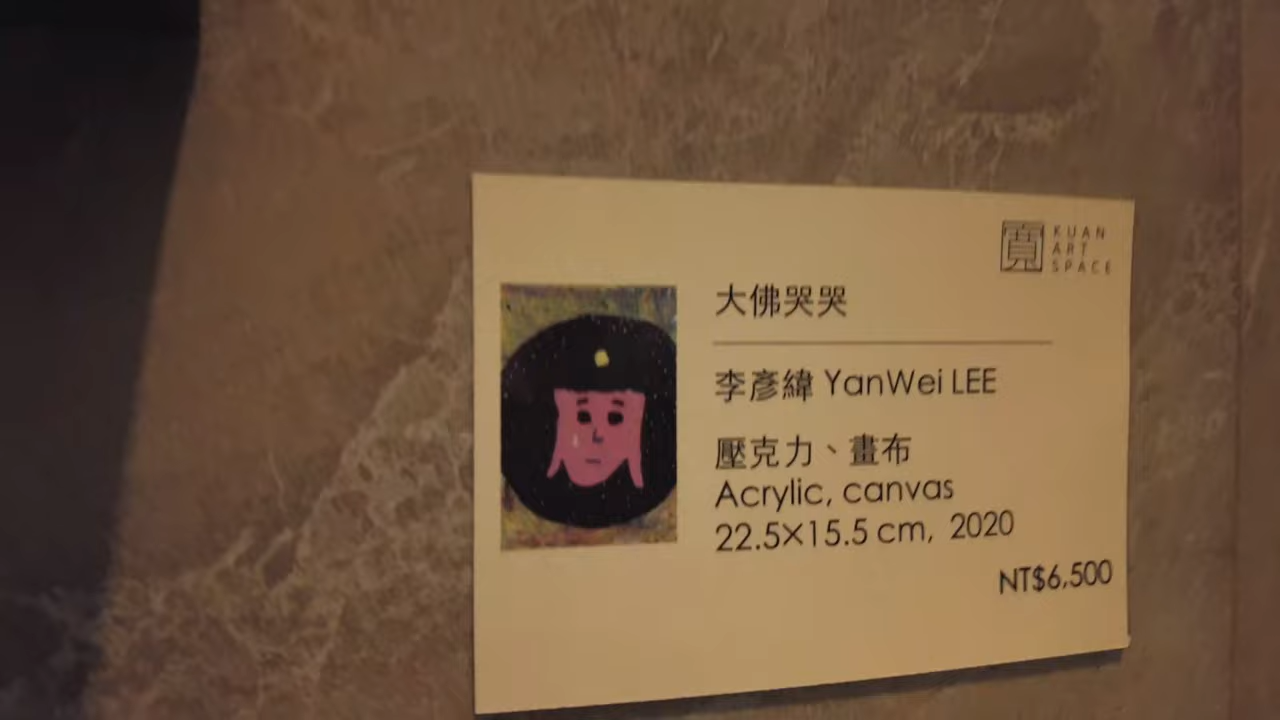 寬 KUAN
ART
SPACE
大佛哭哭
李彥緯 YanWei LEE
壓克力、畫布
Acrylic, canvas
22.5×15.5 cm, 2020
NT$6,500